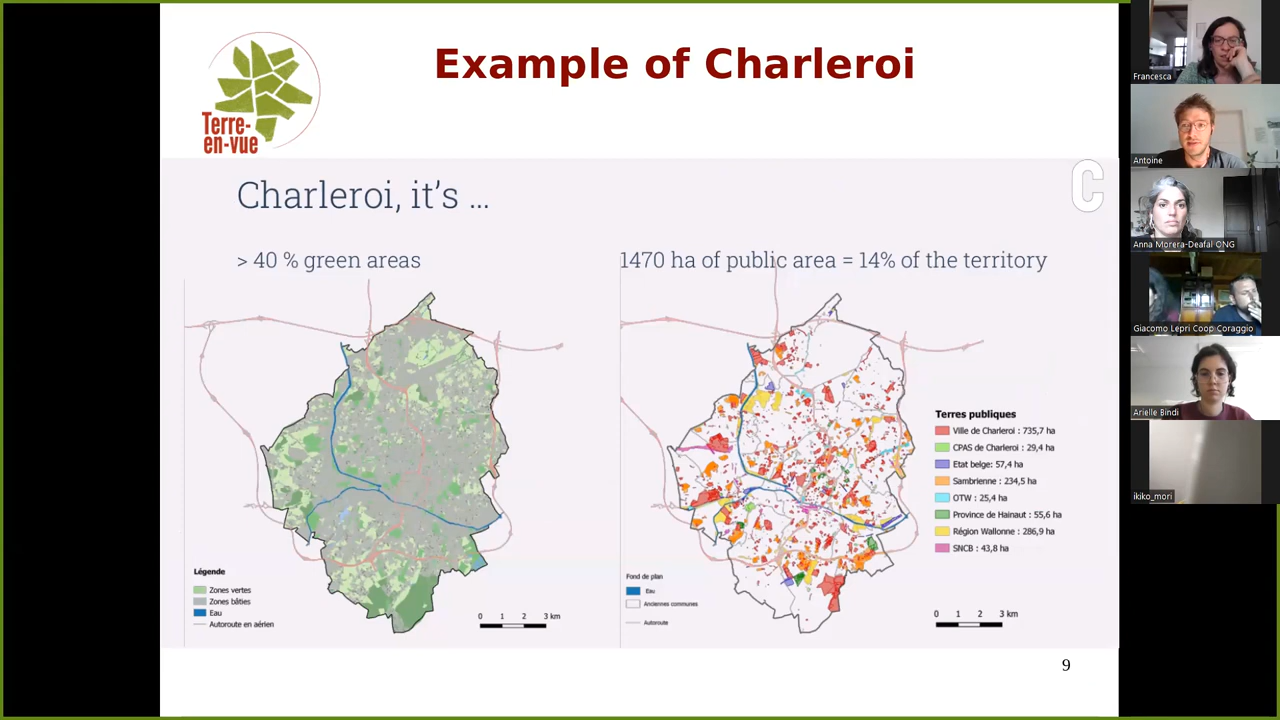 Example of Charleroi
Terre-
en-vue
Charleroi, it's ...
C
> 40 % green areas
1470 ha of public area = 14% of the territory
Légende
Zones vertes
Zones bâties
Eau
Autoroute en aérien
0 1 2 3 km
Terres publiques
Ville de Charleroi : 735,7 ha
CPAS de Charleroi : 29,4 ha
Etat belge: 57,4 ha
Sambrienne : 234,5 ha
OTW : 25,4 ha
Province de Hainaut : 55,6 ha
Région Wallonne : 286,9 ha
SNCB : 43,8 ha
Fond de plan
Eau
Anciennes communes
Autoroute
0 1 2 3 km
9
Francesca
Antoine
Anna Morera-Deafal ONG
Giacomo Lepri Coop Coraggio
Arielle Bindi
ikiko_mori